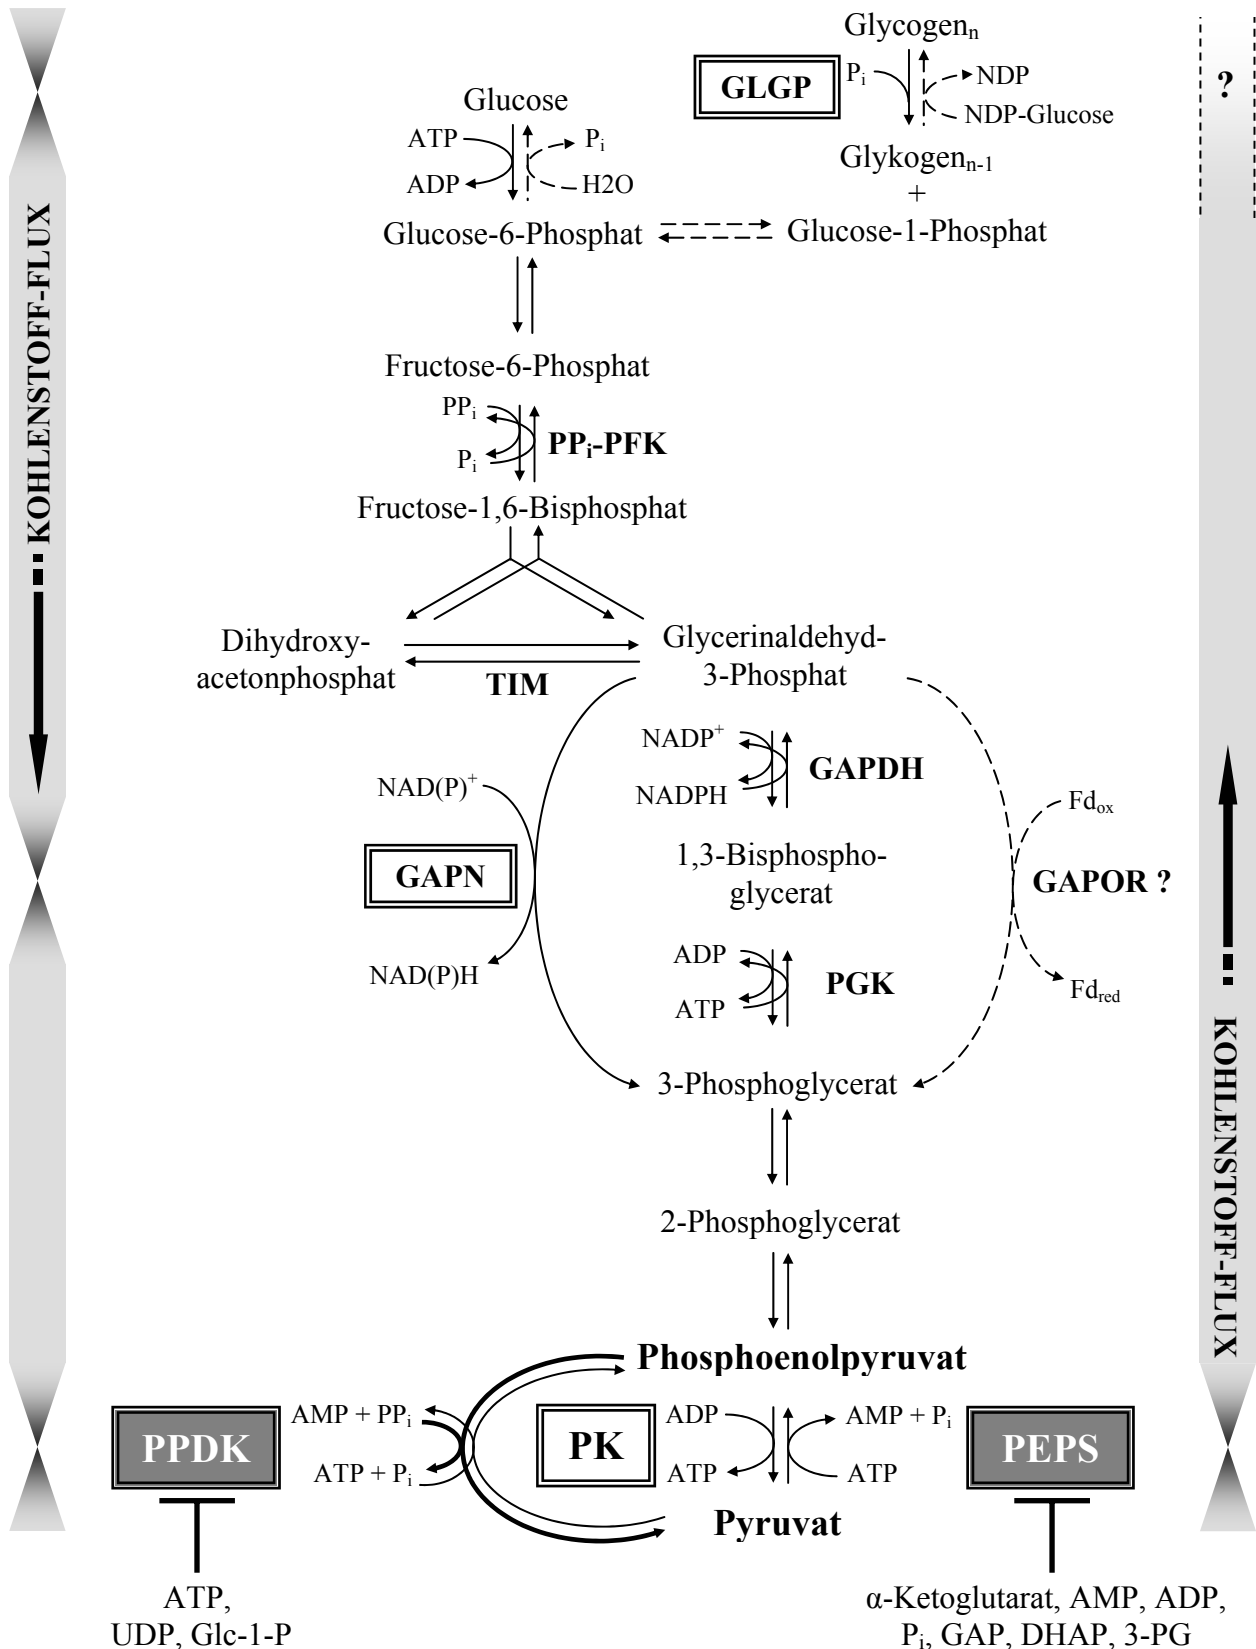 Glycogenₙ
GLGP
Pᵢ
NDP
NDP-Glucose
?
Glucose
ATP
Pᵢ
ADP
H2O
Glykogenₙ₋₁
+
Glucose-6-Phosphat
Glucose-1-Phosphat
KOHLENSTOFF-FLUX
Fructose-6-Phosphat
PPᵢ
Pᵢ
PPᵢ-PFK
Fructose-1,6-Bisphosphat
Dihydroxy-
acetonphosphat
TIM
Glycerinaldehyd-
3-Phosphat
NADP⁺
NADPH
GAPDH
NAD(P)⁺
GAPN
NAD(P)H
1,3-Bisphospho-
glycerat
Fdₒₓ
GAPOR ?
Fd_red
ADP
ATP
PGK
3-Phosphoglycerat
2-Phosphoglycerat
KOHLENSTOFF-FLUX
Phosphoenolpyruvat
PPDK
AMP + PPᵢ
ATP + Pᵢ
PK
ADP
ATP
AMP + Pᵢ
ATP
PEPS
Pyruvat
ATP,
UDP, Glc-1-P
α-Ketoglutarat, AMP, ADP,
Pᵢ, GAP, DHAP, 3-PG